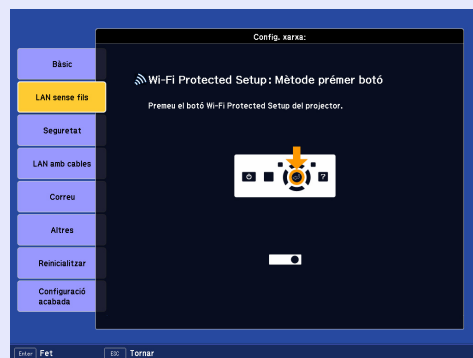 Config. xarxa:
Bàsic
LAN sense fils
Seguretat
LAN amb cables
Correu
Altres
Reinicialitzar
Configuració
acabada
Wi-Fi Protected Setup: Mètode prémer botó
Premeu el botó Wi-Fi Protected Setup del projector.
?
Enter Fet
ESC Tornar